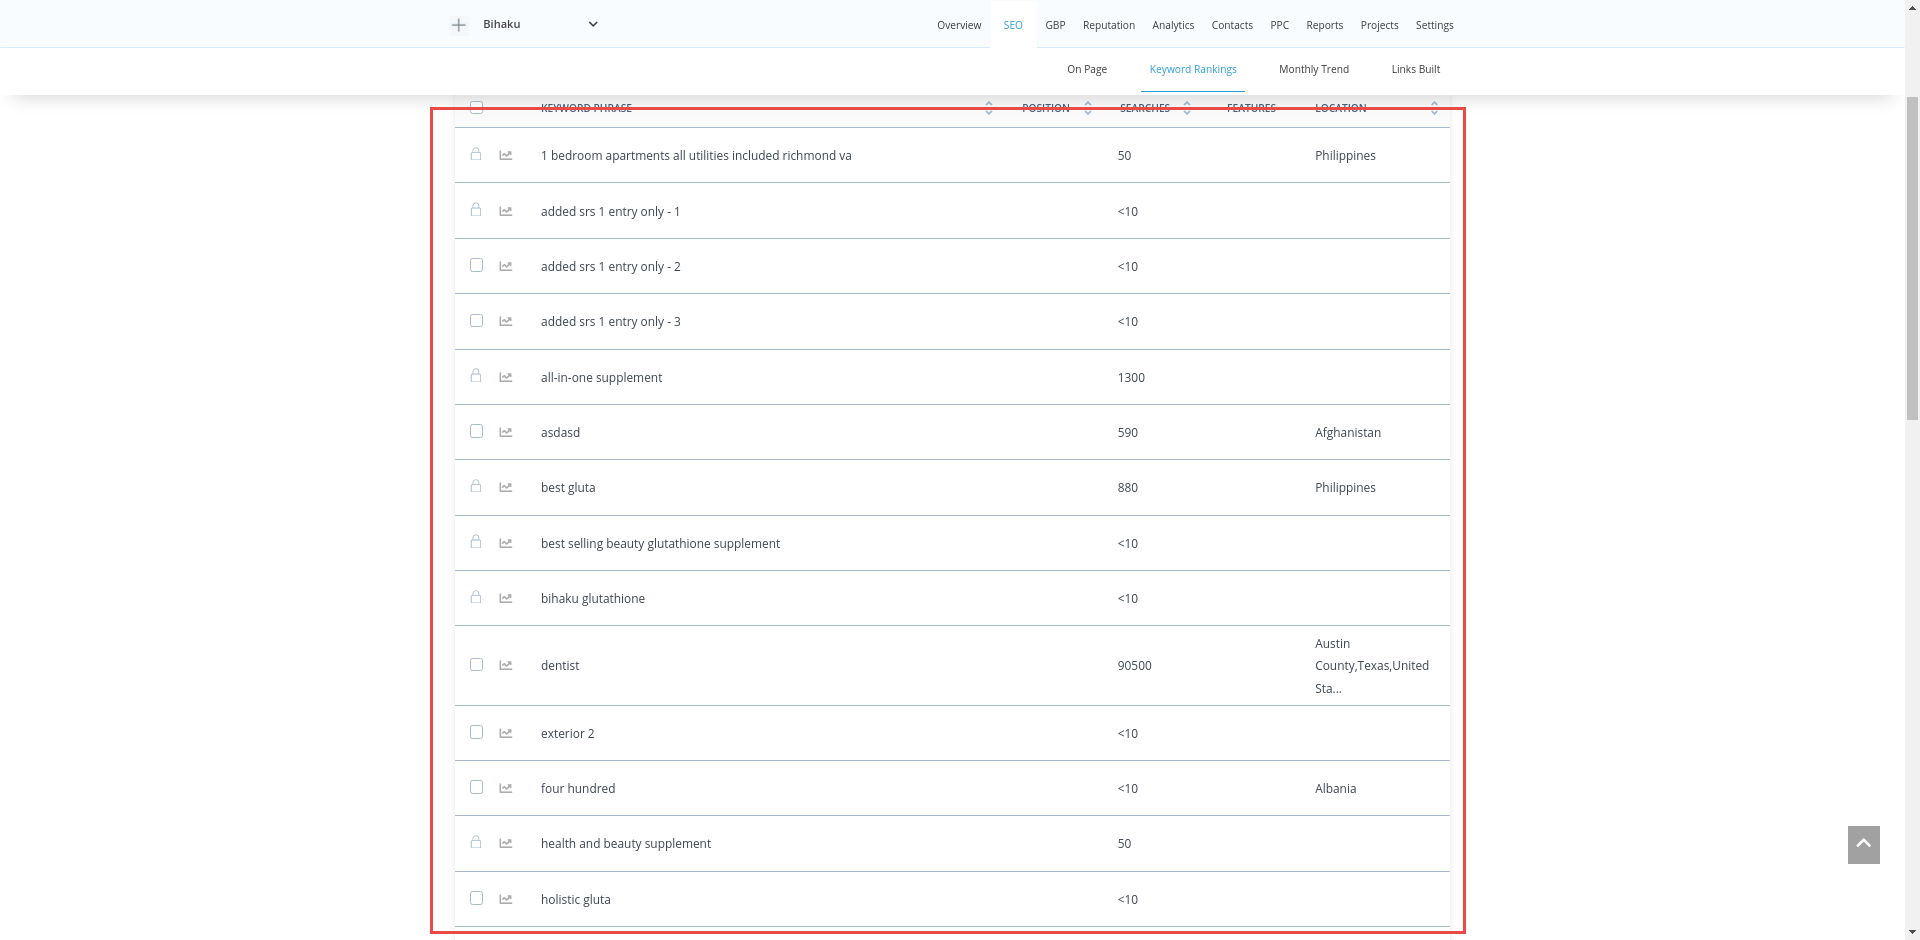 Bihaku
Overview SEO GBP Reputation Analytics Contacts PPC Reports Projects Settings
On Page Keyword Rankings Monthly Trend Links Built
KEYWORD PHRASE POSITION SEARCHES FEATURES LOCATION
1 bedroom apartments all utilities included richmond va 50 Philippines
added srs 1 entry only - 1 <10
added srs 1 entry only - 2 <10
added srs 1 entry only - 3 <10
all-in-one supplement 1300
asdasd 590 Afghanistan
best gluta 880 Philippines
best selling beauty glutathione supplement <10
bihaku glutathione <10
dentist 90500 Austin
County,Texas,United
Sta...
exterior 2 <10
four hundred <10 Albania
health and beauty supplement 50
holistic gluta <10